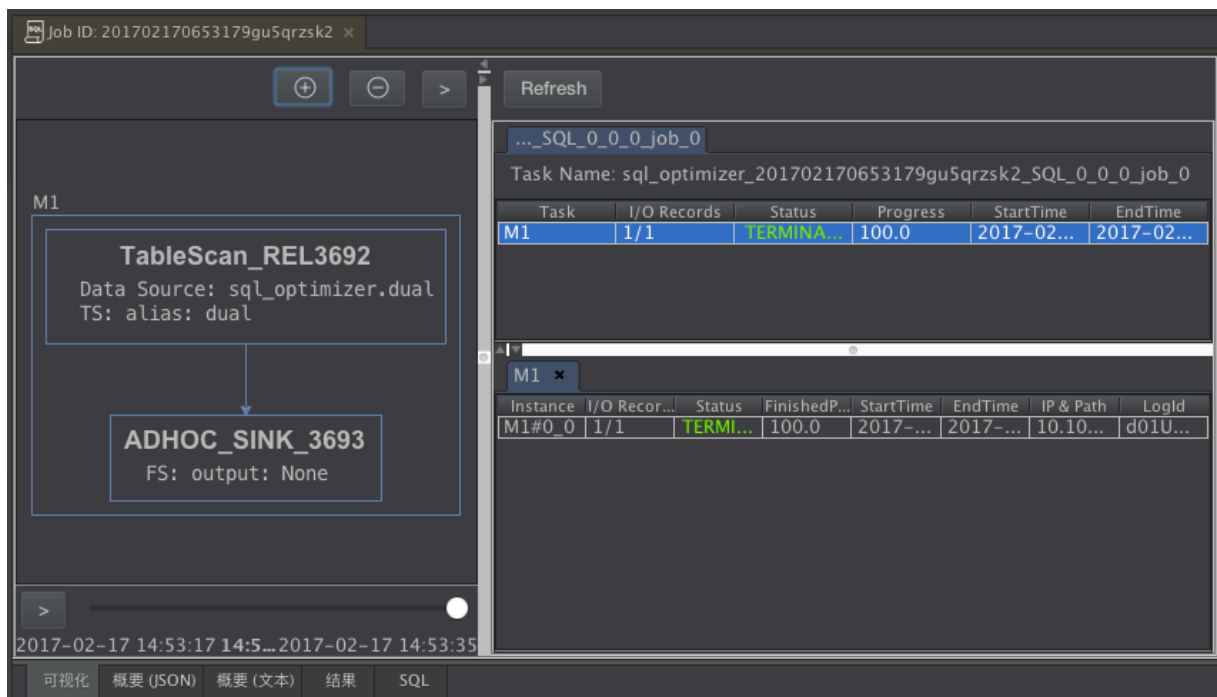 Job ID: 201702170653179gu5qrzsk2 ×
>
Refresh
..._SQL_0_0_0_job_0
Task Name: sql_optimizer_201702170653179gu5qrzsk2_SQL_0_0_0_job_0
Task I/O Records Status Progress StartTime EndTime
M1 1/1 TERMINA... 100.0 2017-02... 2017-02...
M1
TableScan_REL3692
Data Source: sql_optimizer.dual
TS: alias: dual
ADHOC_SINK_3693
FS: output: None
M1 ×
Instance I/O Recor... Status FinishedP... StartTime EndTime IP & Path LogId
M1#0_0 1/1 TERMI... 100.0 2017-... 2017-... 10.10... d01U...
>
2017-02-17 14:53:17 14:5... 2017-02-17 14:53:35
可视化 概要 (JSON) 概要 (文本) 结果 SQL